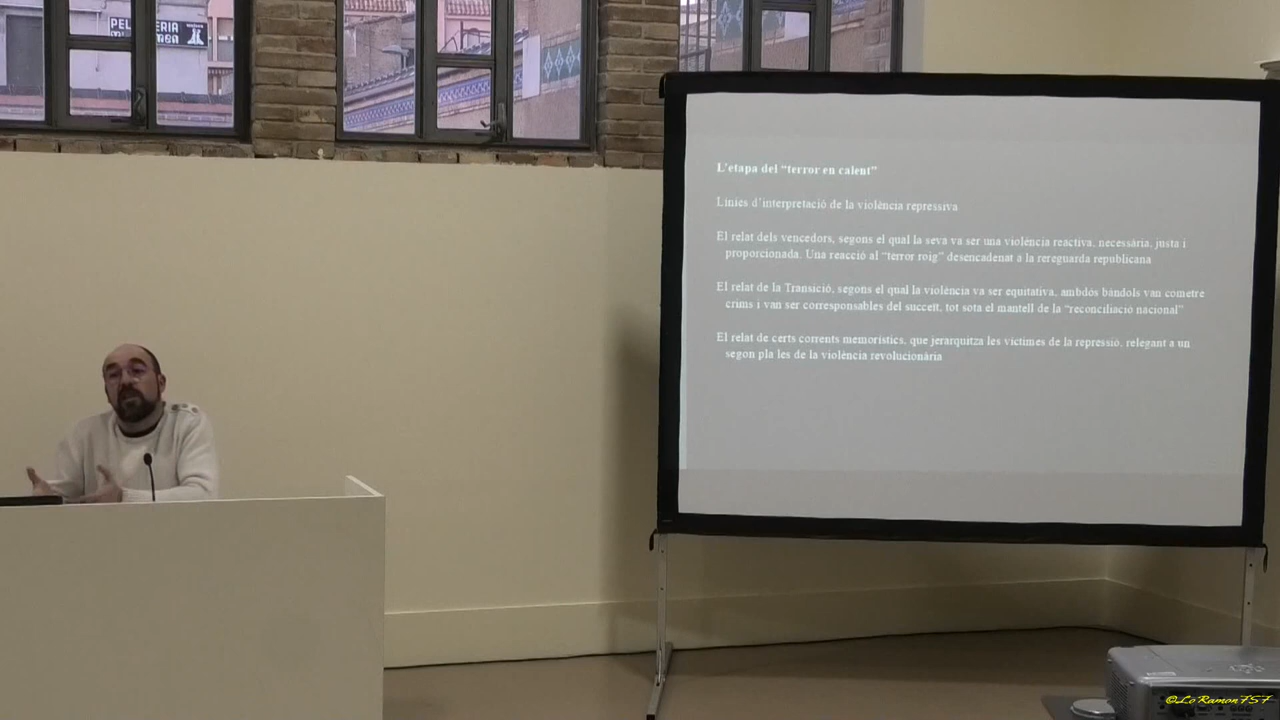 PELLETERIA
L'etapa del "terror en calent"
Línies d'interpretació de la violència repressiva
El relat dels vencedors, segons el qual la seva va ser una violència reactiva, necessària, justa i
proporcionada. Una reacció al "terror roig" desencadenat a la rereguarda republicana
El relat de la Transició, segons el qual la violència va ser equitativa, ambdós bàndols van cometre
crims i van ser corresponsables del succeït, tot sota el mantell de la "reconciliació nacional"
El relat de certs corrents memorístics, que jerarquitza les víctimes de la repressió, relegant a un
segon pla les de la violència revolucionària
@LoRamon757